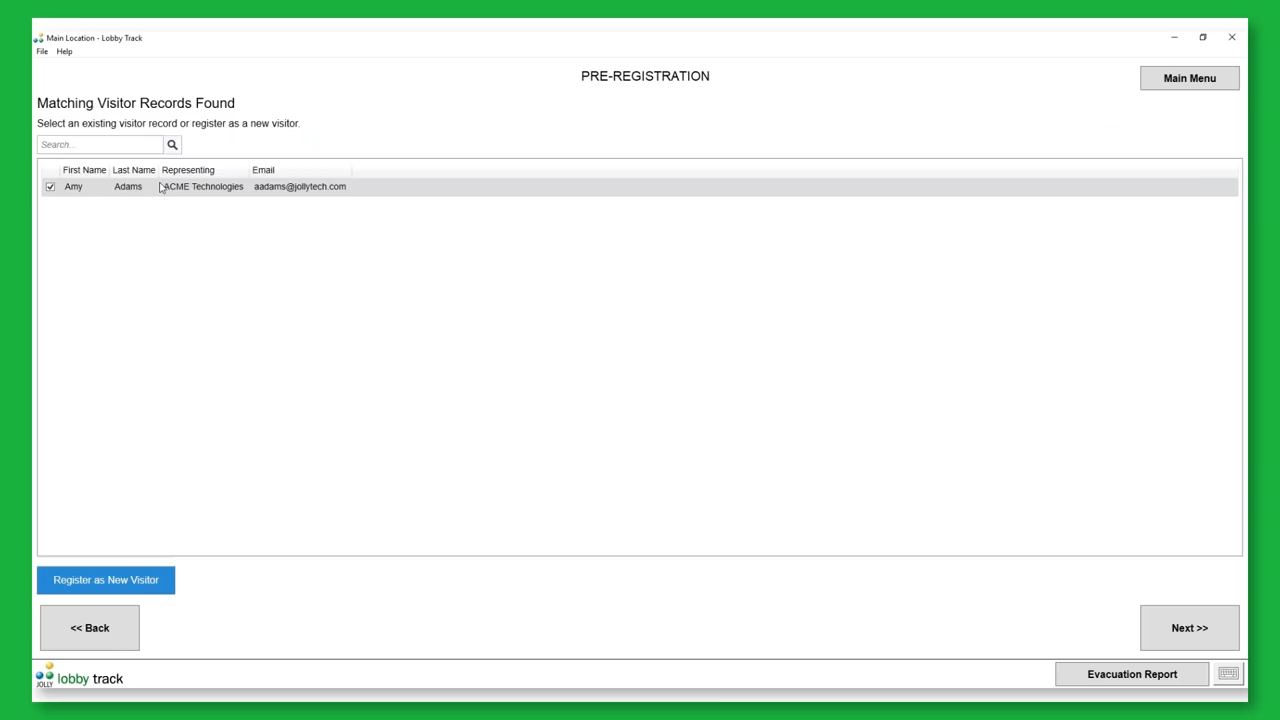 Main Location - Lobby Track
File Help
PRE-REGISTRATION
Main Menu
Matching Visitor Records Found
Select an existing visitor record or register as a new visitor.
Search...
First Name Last Name Representing Email
Amy Adams ACME Technologies aadams@jollytech.com
Register as New Visitor
<< Back
Next >>
JOLLY lobby track
Evacuation Report